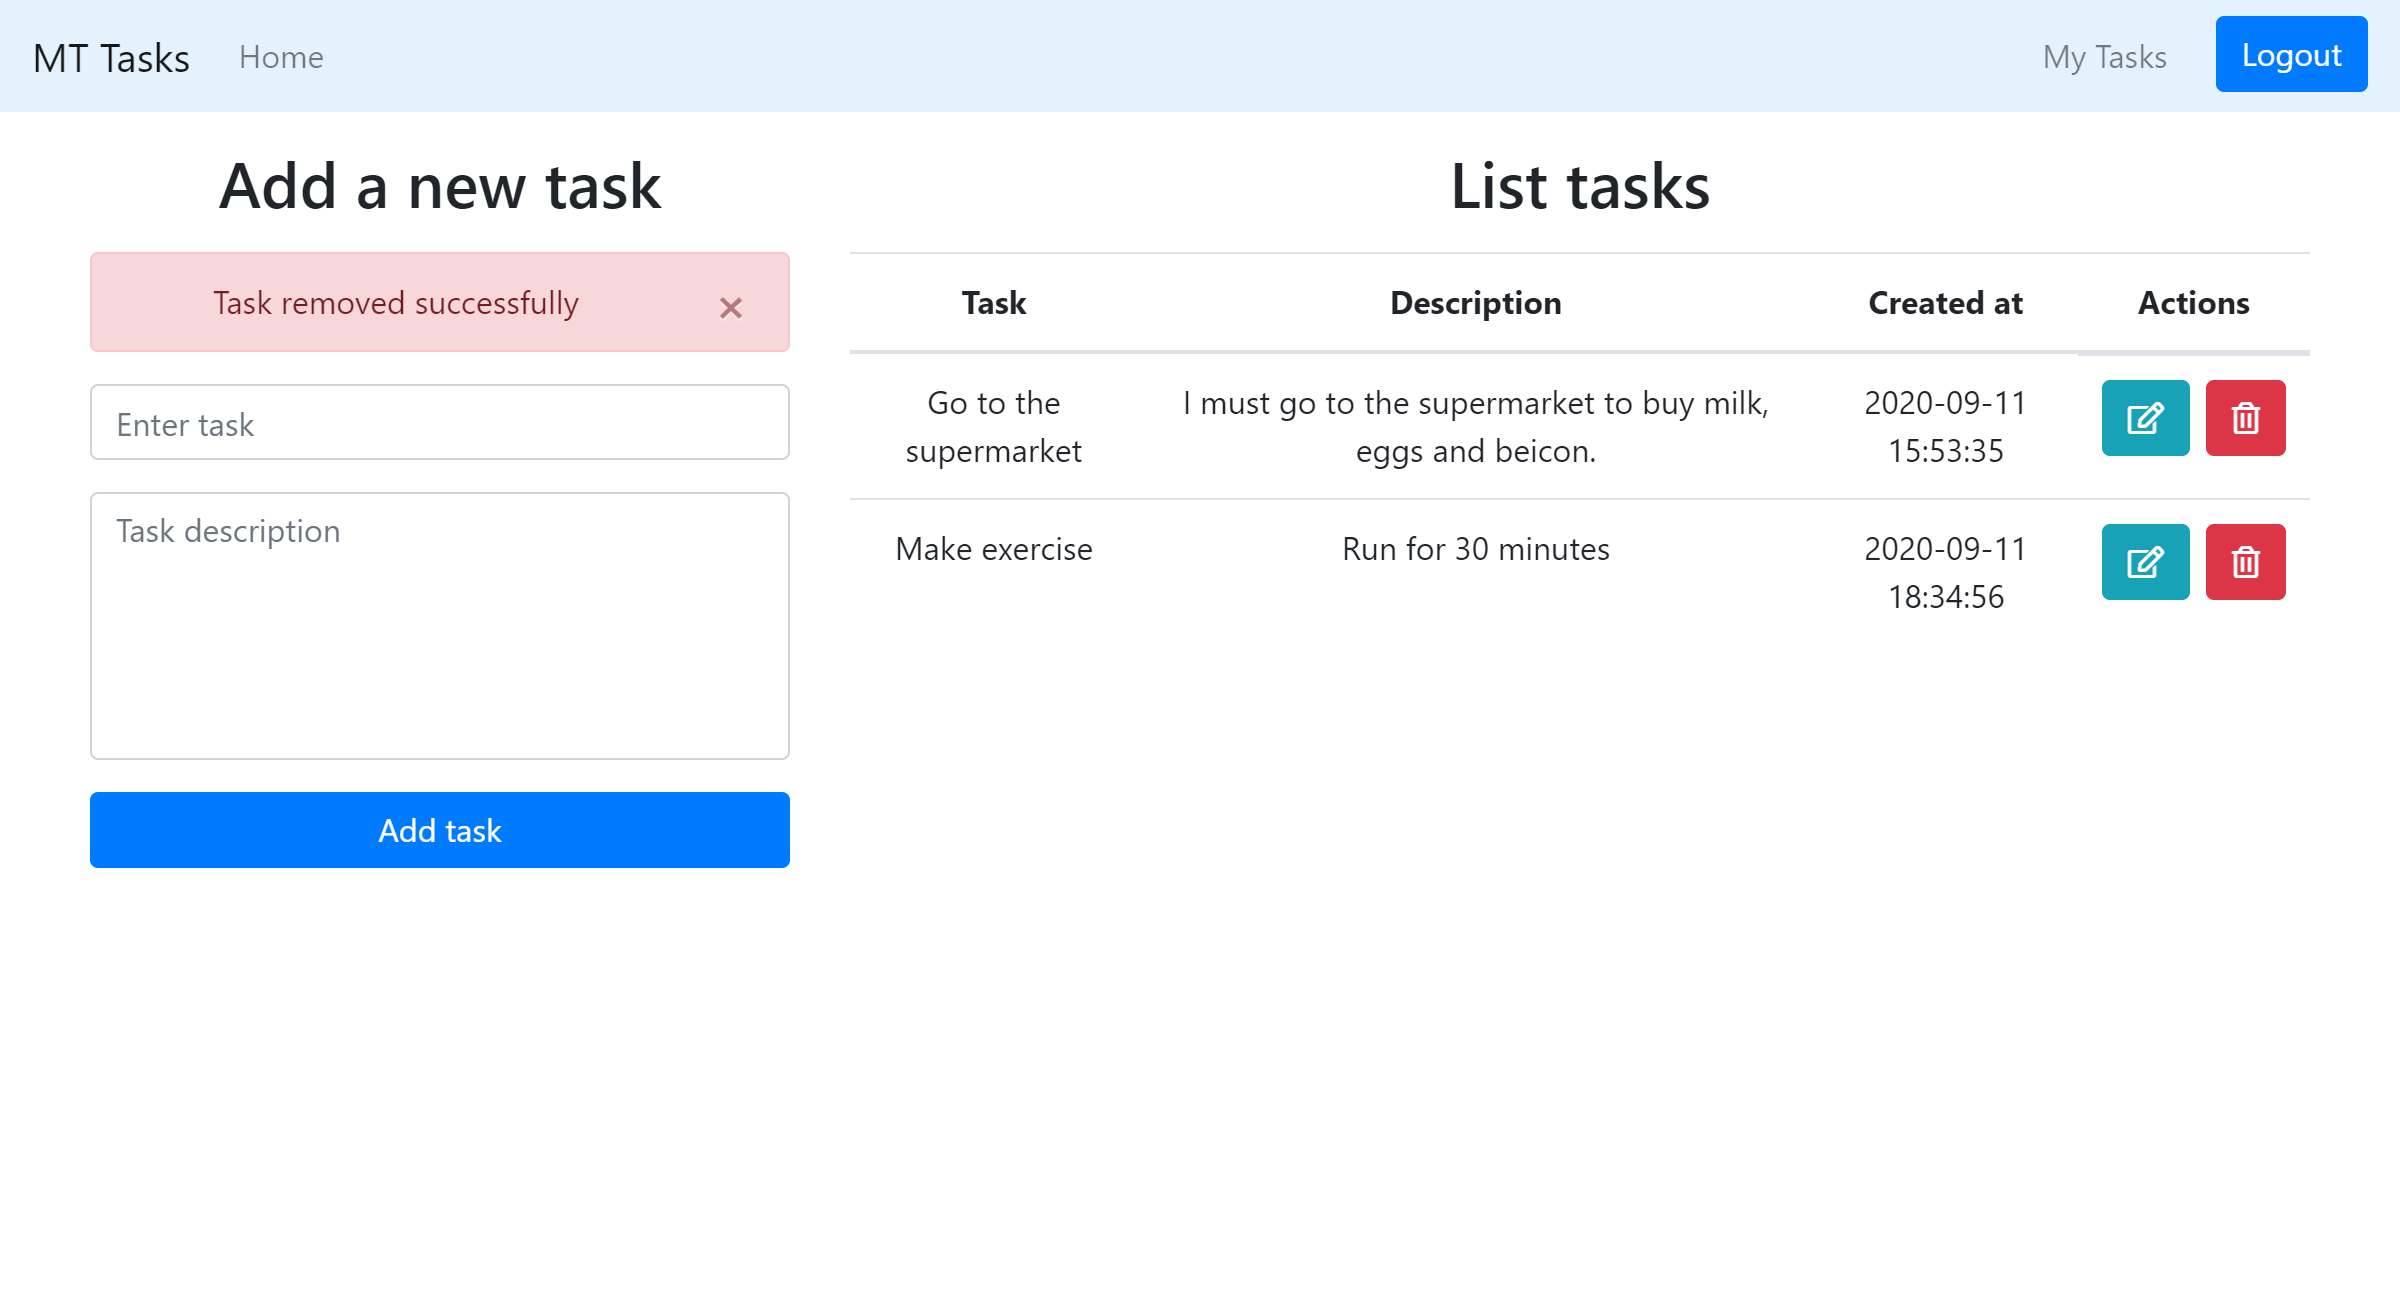 MT Tasks Home My Tasks Logout
Add a new task
Task removed successfully ×
Enter task
Task description
Add task
List tasks
Task Description Created at Actions
Go to the supermarket I must go to the supermarket to buy milk, eggs and beicon. 2020-09-11 15:53:35
Make exercise Run for 30 minutes 2020-09-11 18:34:56